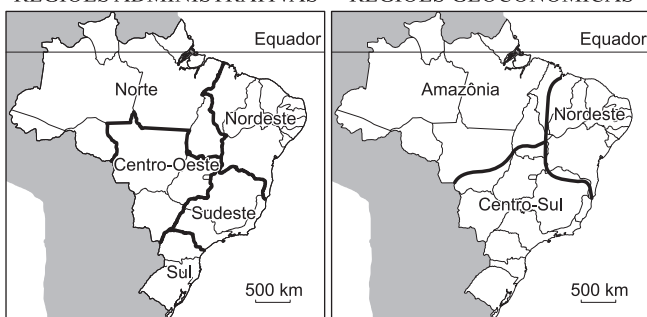 REGIÕES ADMINISTRATIVAS
Equador
Norte
Nordeste
Centro-Oeste
Sudeste
Sul
500 km
REGIÕES GEOCONÔMICAS
Equador
Amazônia
Nordeste
Centro-Sul
500 km